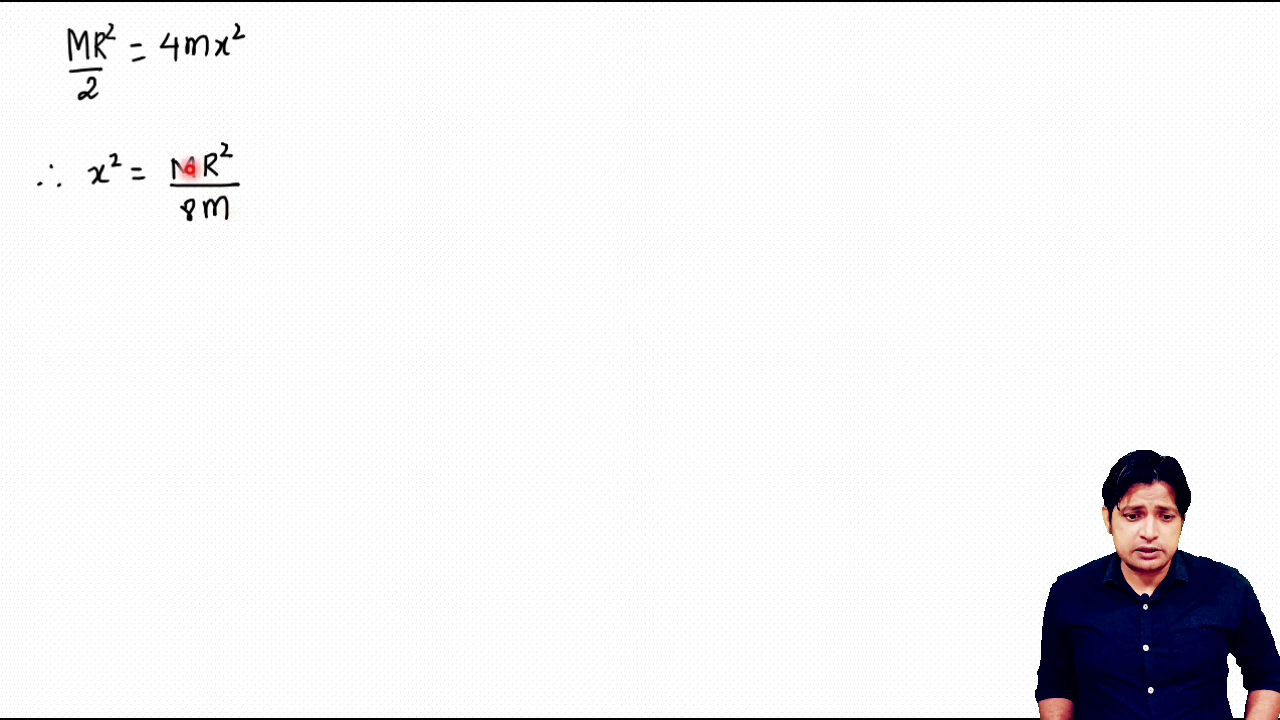 MR²/2 = 4mx²
∴ x² = MR²/8m